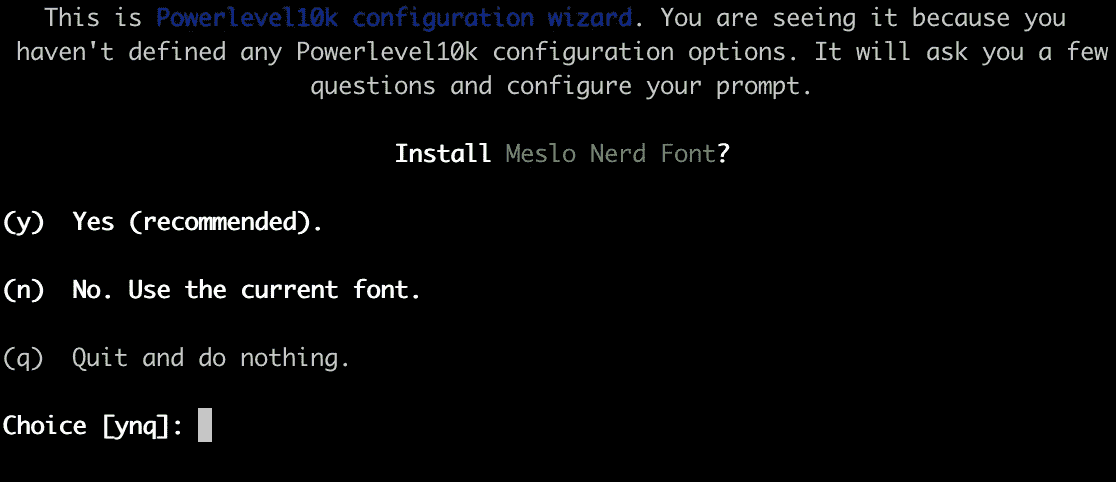 This is Powerlevel10k configuration wizard. You are seeing it because you
haven't defined any Powerlevel10k configuration options. It will ask you a few
questions and configure your prompt.
Install Meslo Nerd Font?
(y) Yes (recommended).
(n) No. Use the current font.
(q) Quit and do nothing.
Choice [ynq]: